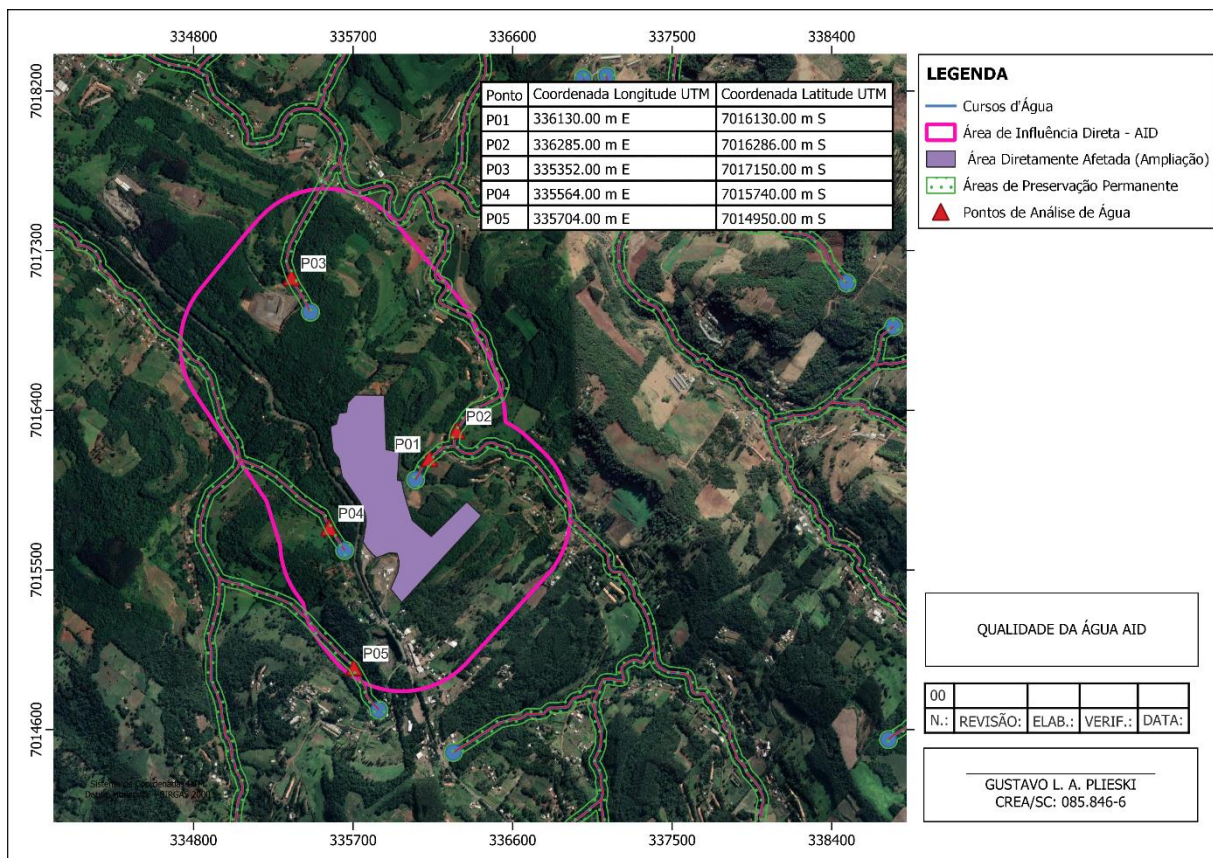 334800 335700 336600 337500 338400
7018200
7017300
7016400
7015500
7014600
Ponto Coordenada Longitude UTM Coordenada Latitude UTM
P01 336130.00 m E 7016130.00 m S
P02 336285.00 m E 7016286.00 m S
P03 335352.00 m E 7017150.00 m S
P04 335564.00 m E 7015740.00 m S
P05 335704.00 m E 7014950.00 m S
P03
P02
P01
P04
P05
334800 335700 336600 337500 338400
LEGENDA
Cursos d'Água
Área de Influência Direta - AID
Área Diretamente Afetada (Ampliação)
Áreas de Preservação Permanente
Pontos de Análise de Água
QUALIDADE DA ÁGUA AID
00
N.: REVISÃO: ELAB.: VERIF.: DATA:
GUSTAVO L. A. PLIESKI
CREA/SC: 085.846-6